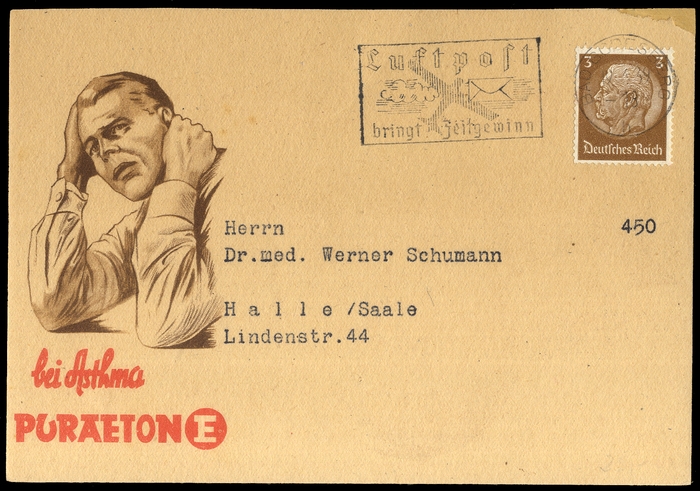 Luftpost
bringt Zeitgewinn
3 3
Deutsches Reich
Herrn 450
Dr.med. Werner Schumann
H a l l e /Saale
Lindenstr.44
bei Asthma
PURAETON E